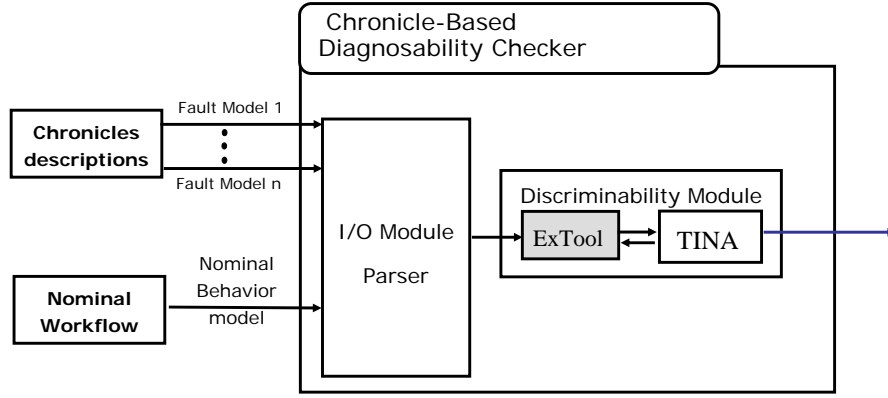 Chronicle-Based
Diagnosability Checker
Fault Model 1
Chronicles
descriptions
Fault Model n
I/O Module
Parser
Discriminability Module
ExTool
TINA
Nominal
Behavior
model
Nominal
Workflow